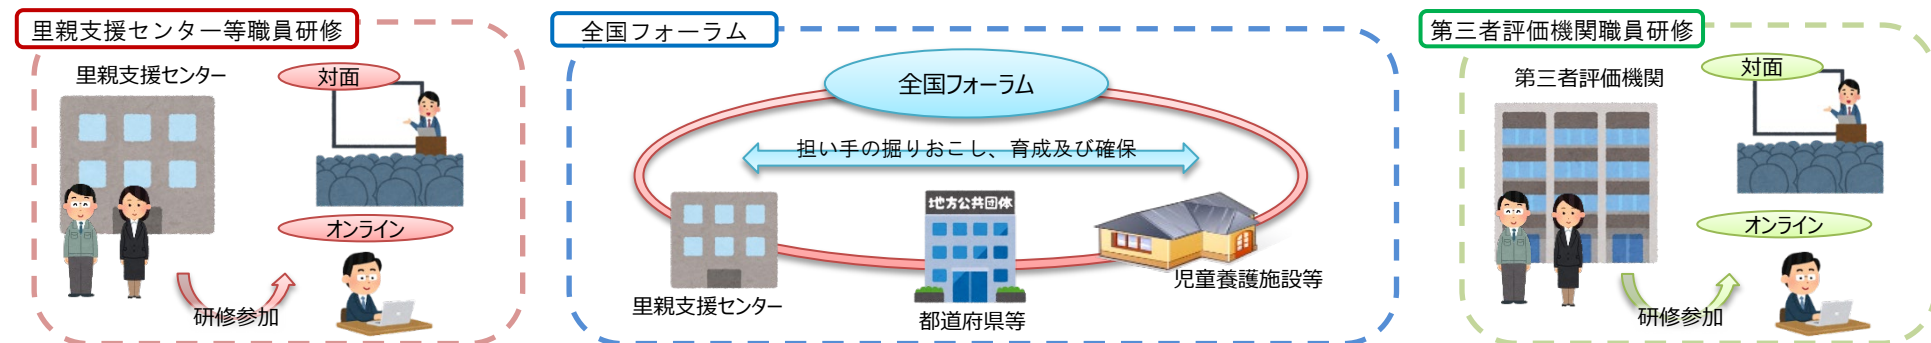 里親支援センター等職員研修
里親支援センター
対面
オンライン
研修参加
全国フォーラム
全国フォーラム
担い手の掘りおこし、育成及び確保
里親支援センター
地方公共団体
都道府県等
児童養護施設等
第三者評価機関職員研修
第三者評価機関
対面
オンライン
研修参加